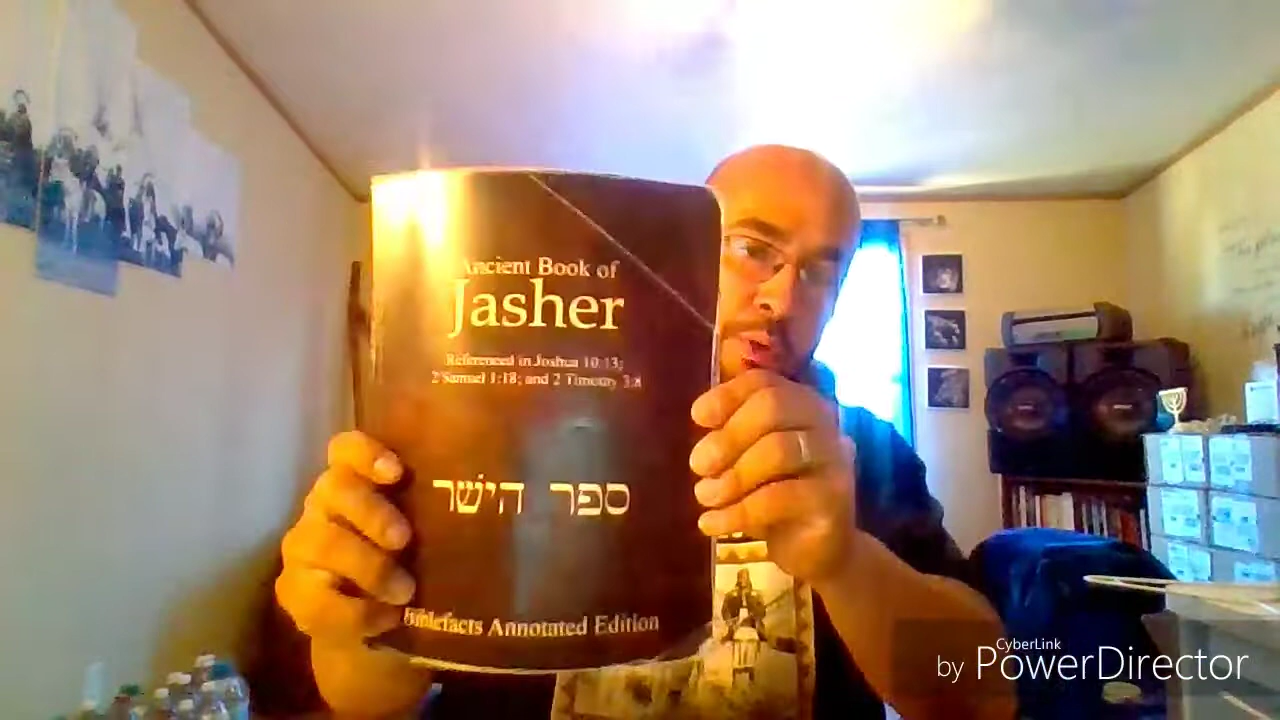 Ancient Book of
Jasher
Referenced in Joshua 10:13;
2 Samuel 1:18; and 2 Timothy 3:8
ספר הישׁר
Biblefacts Annotated Edition
CyberLink
by PowerDirector